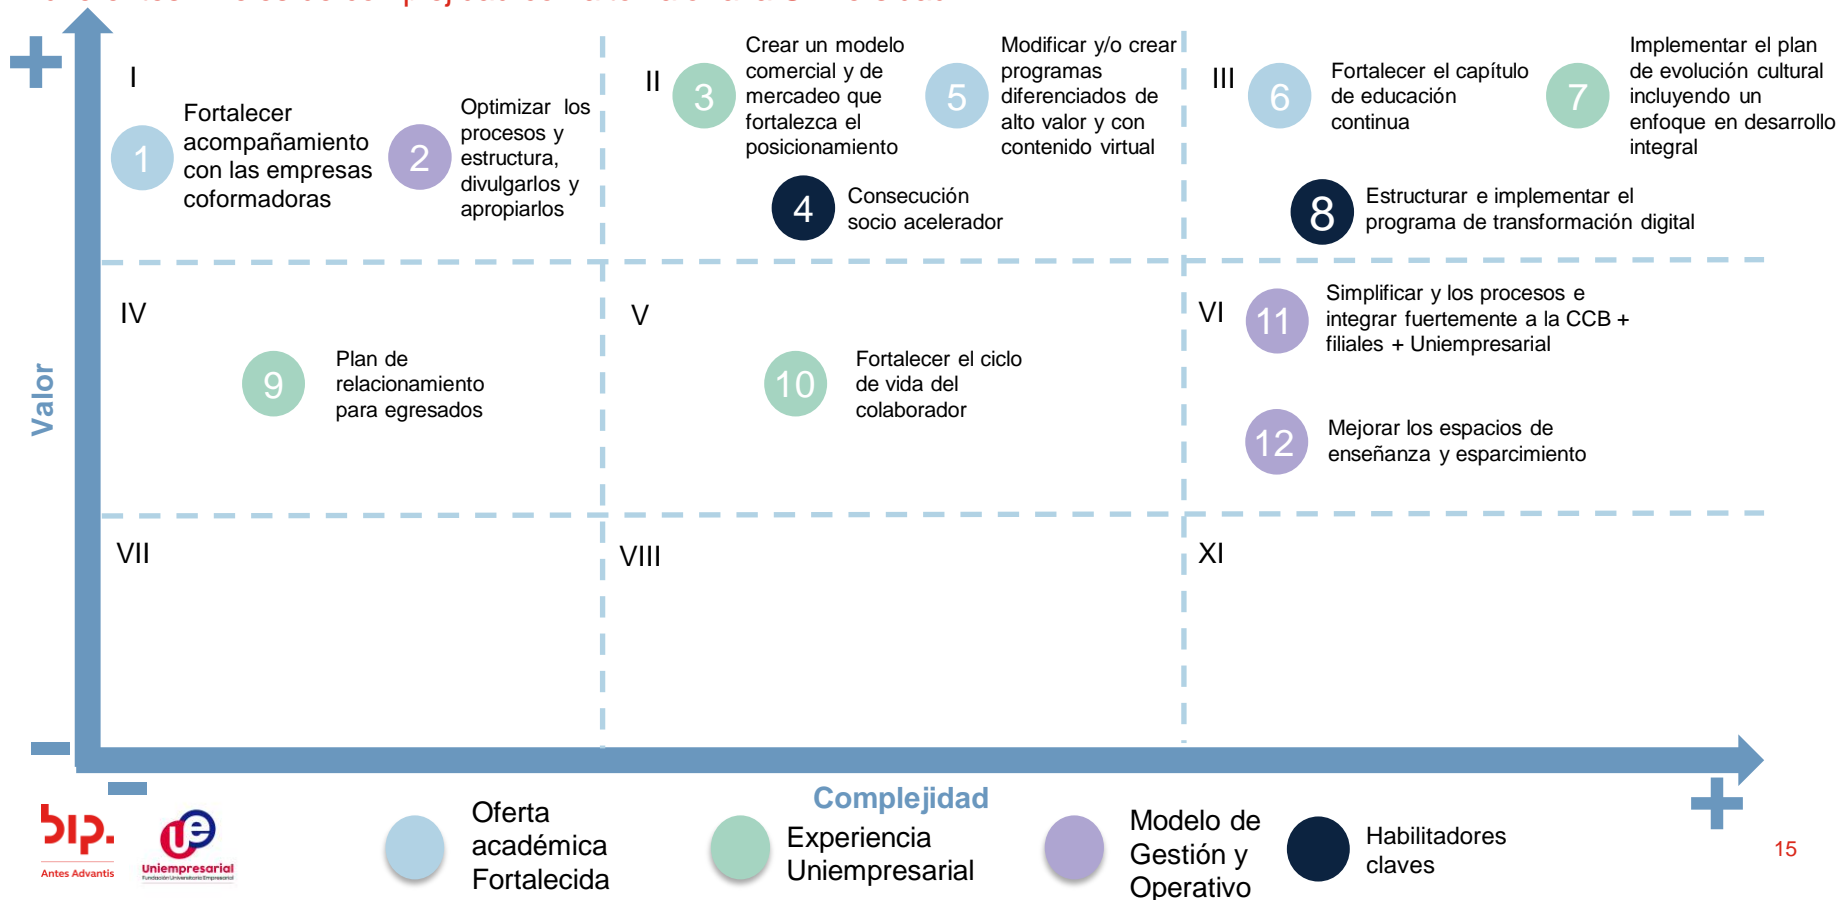 I
1
Fortalecer
acompañamiento
con las empresas
coformadoras
2
Optimizar los
procesos y
estructura,
divulgarlos y
apropiarlos
II
3
Crear un modelo
comercial y de
mercadeo que
fortalezca el
posicionamiento
5
Modificar y/o crear
programas
diferenciados de
alto valor y con
contenido virtual
4
Consecución
socio acelerador
III
6
Fortalecer el capítulo
de educación
continua
7
Implementar el plan
de evolución cultural
incluyendo un
enfoque en desarrollo
integral
8
Estructurar e implementar el
programa de transformación digital
IV
9
Plan de
relacionamiento
para egresados
V
10
Fortalecer el ciclo
de vida del
colaborador
VI
11
Simplificar y los procesos e
integrar fuertemente a la CCB +
filiales + Uniempresarial
12
Mejorar los espacios de
enseñanza y esparcimiento
Valor
VII
VIII
XI
Complejidad
bip.
Antes Advantis
ue
Uniempresarial
Fundación Universitaria Empresarial
Oferta
académica
Fortalecida
Experiencia
Uniempresarial
Modelo de
Gestión y
Operativo
Habilitadores
claves
15